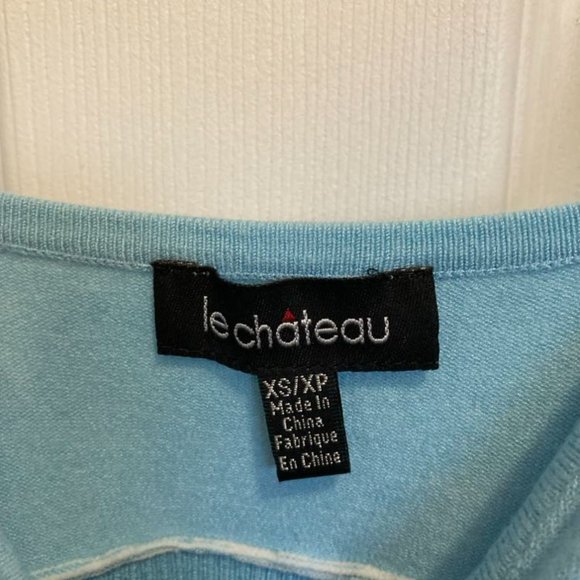 le château
XS/XP
Made In
China
Fabrique
En Chine